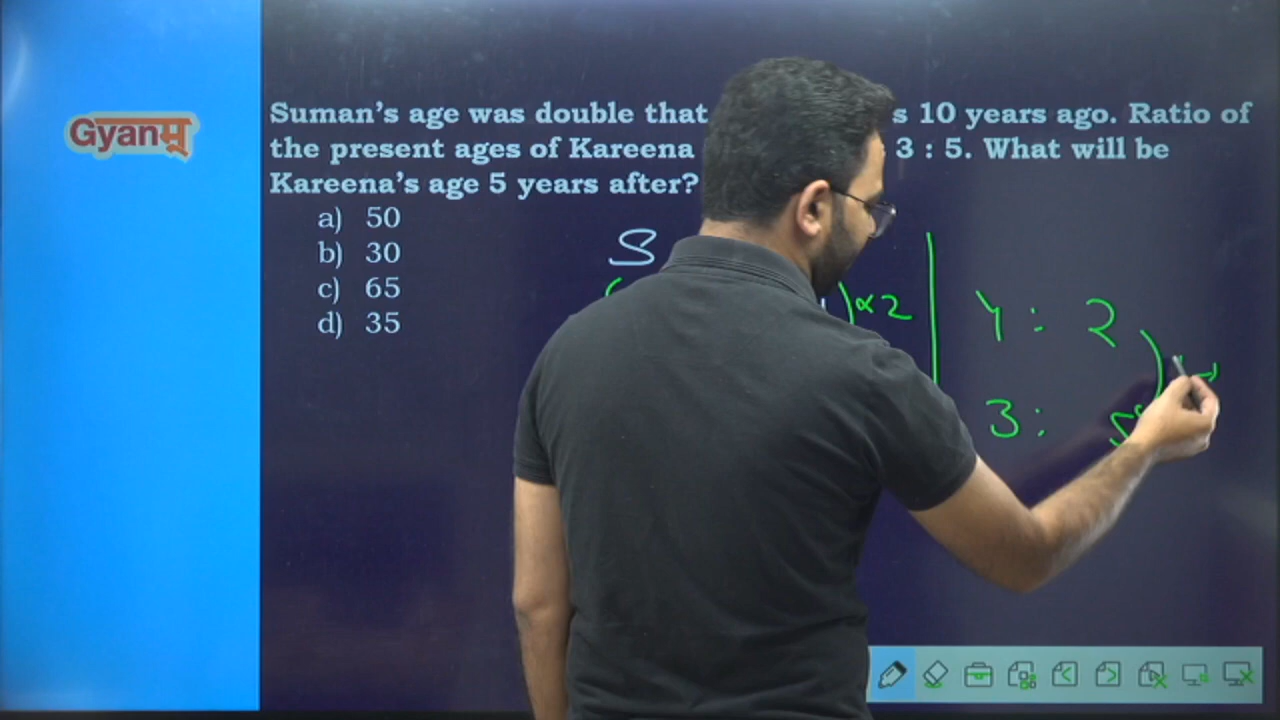 Gyanम्
Suman's age was double that s 10 years ago. Ratio of
the present ages of Kareena 3 : 5. What will be
Kareena's age 5 years after?
a) 50
b) 30
c) 65
d) 35
S
) × 2
: 2
3 :